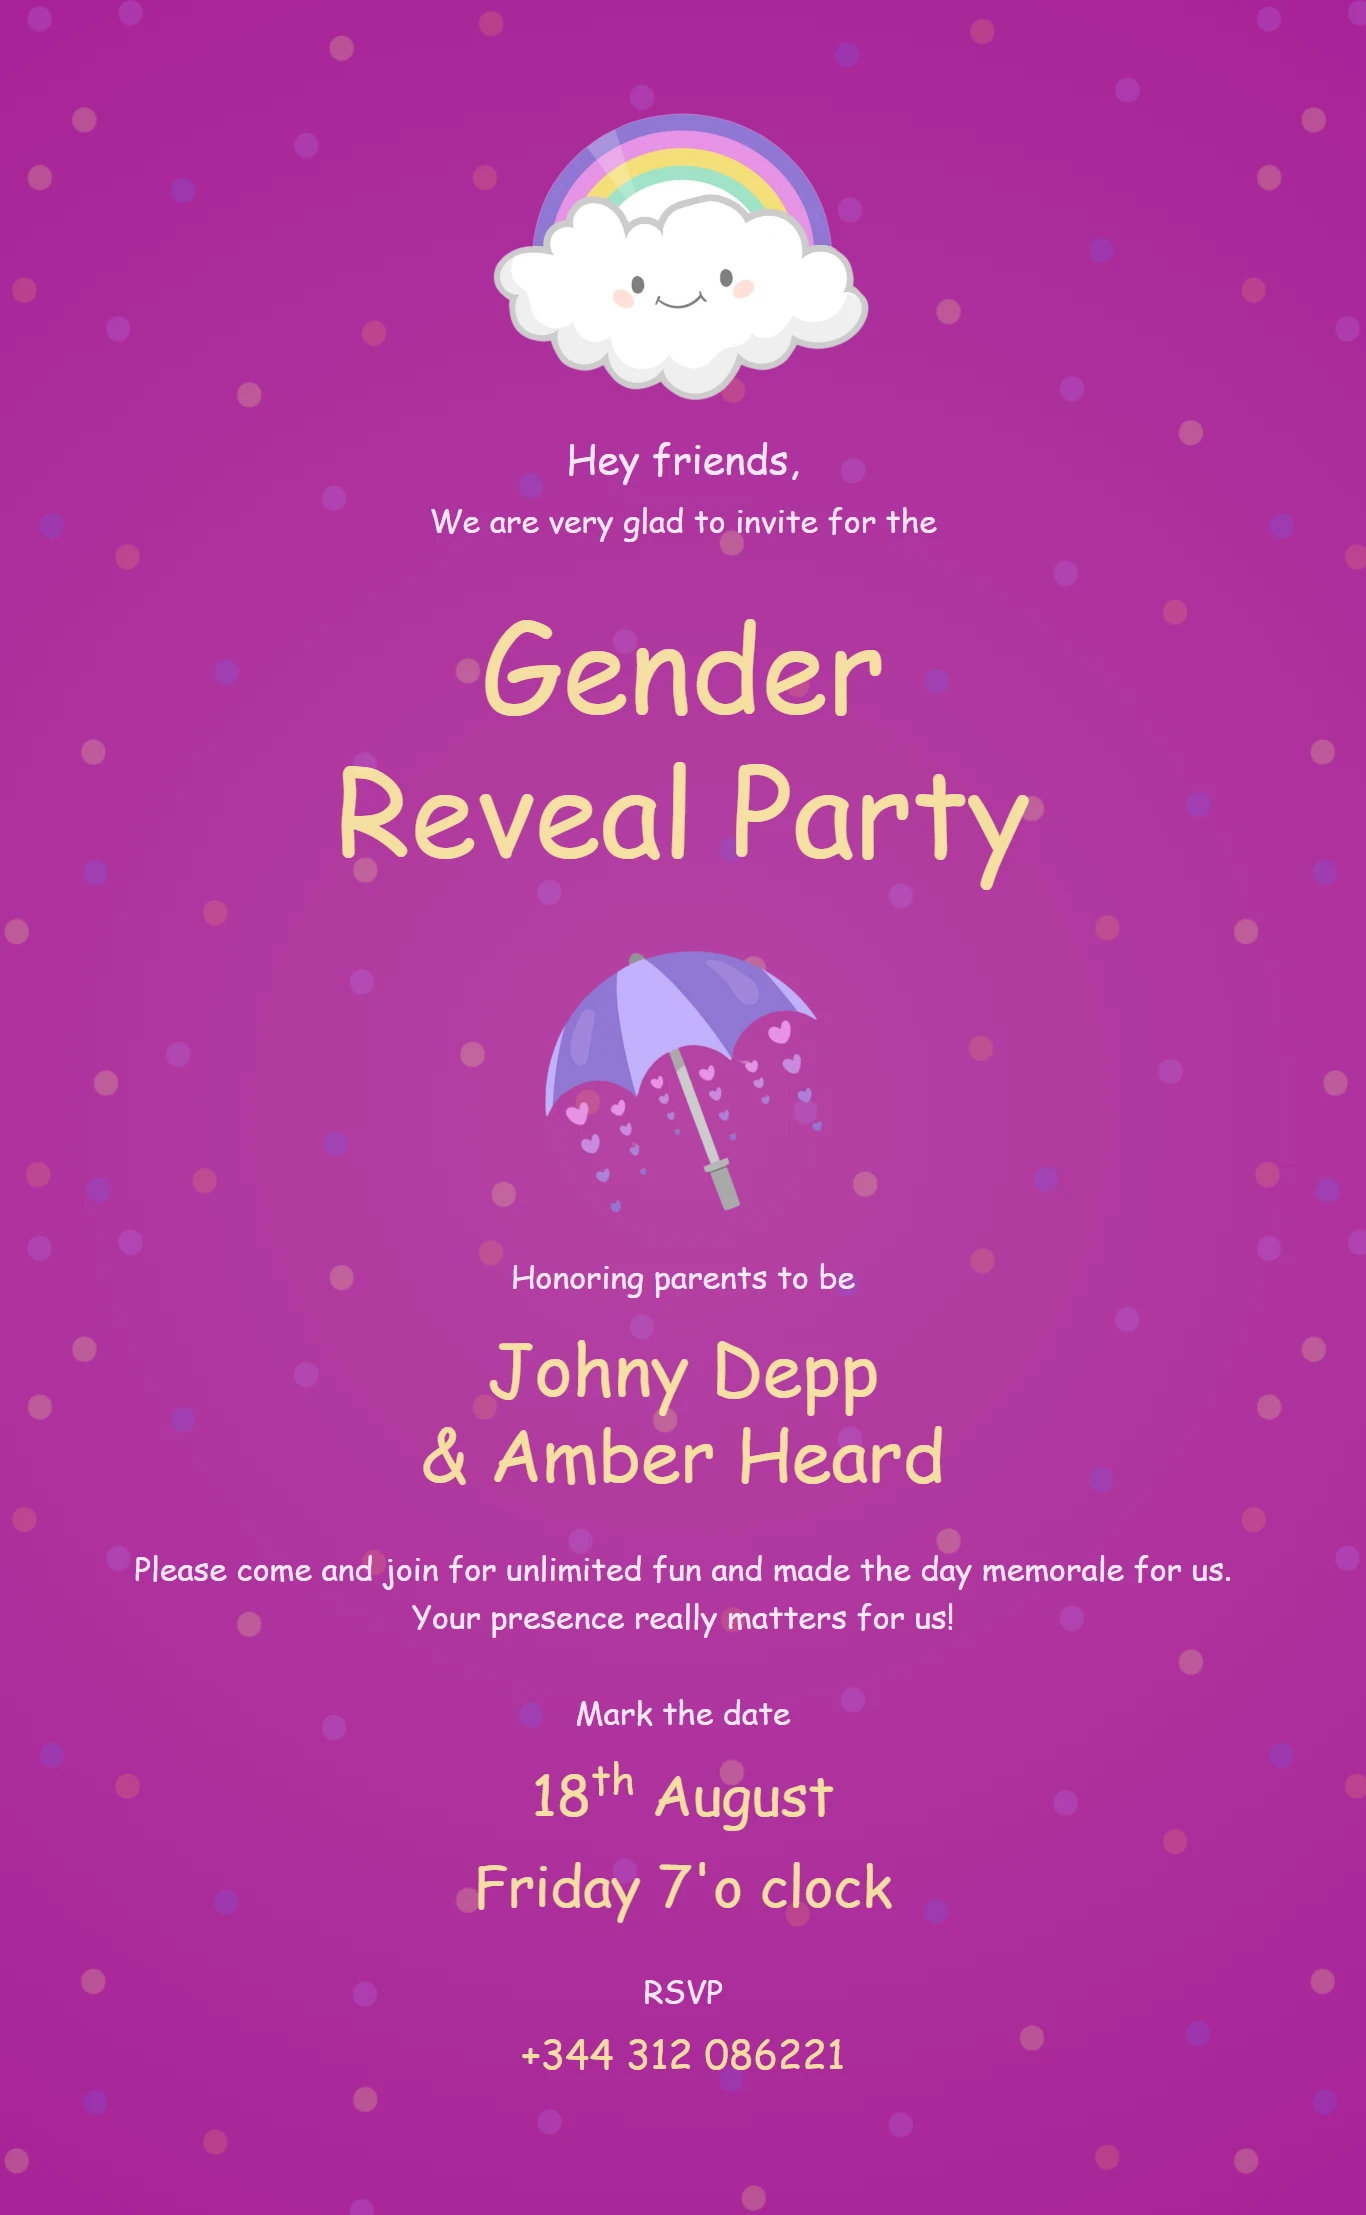 Hey friends,
We are very glad to invite for the
Gender
Reveal Party
Honoring parents to be
Johny Depp
& Amber Heard
Please come and join for unlimited fun and made the day memorale for us.
Your presence really matters for us!
Mark the date
18th August
Friday 7'o clock
RSVP
+344 312 086221